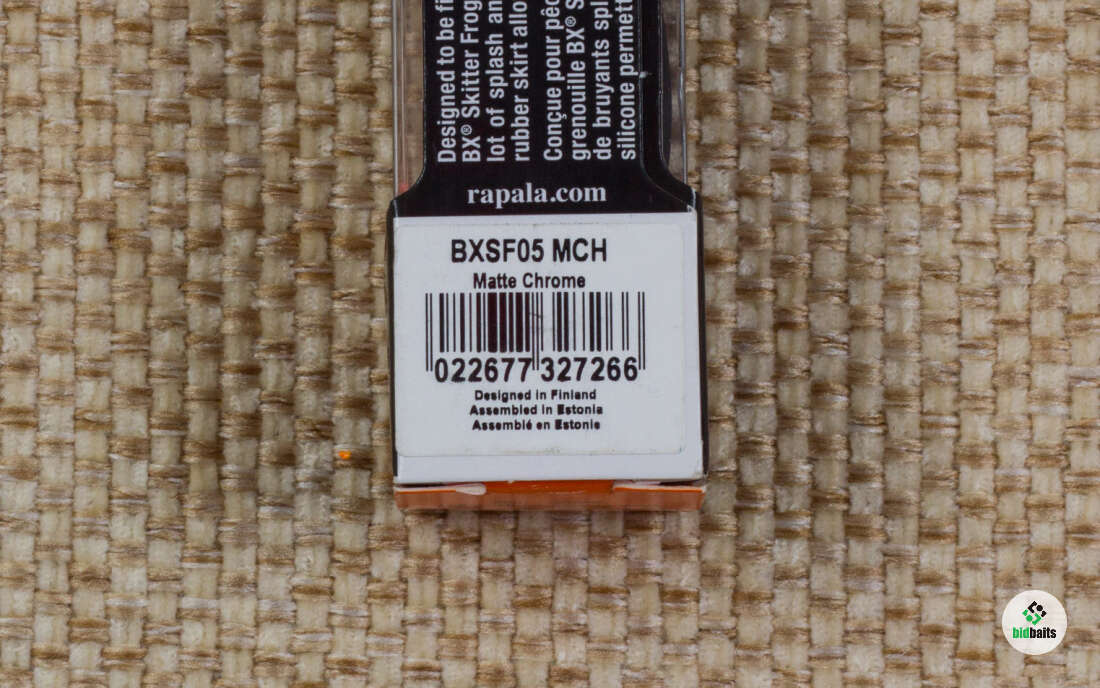 Designed to be fi
BX® Skitter Frog
lot of splash an
rubber skirt allo
Conçue pour pêc
grenouille BX® S
de bruyants spl
silicone permett
rapala.com
BXSF05 MCH
Matte Chrome
022677 327266
Designed in Finland
Assembled in Estonia
Assemblé en Estonie
bidbaits